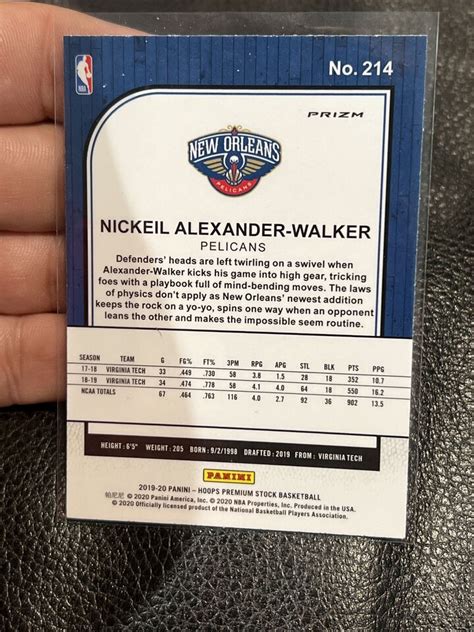 No. 214
NBA
PRIZM
NEW ORLEANS
PELICANS
NICKEIL ALEXANDER-WALKER
PELICANS
Defenders' heads are left twirling on a swivel when
Alexander-Walker kicks his game into high gear, tricking
foes with a playbook full of mind-bending moves. The laws
of physics don't apply as New Orleans' newest addition
keeps the rock on a yo-yo, spins one way when an opponent
leans the other and makes the impossible seem routine.
SEASON TEAM G FG% FT% 3PM RPG APG STL BLK PTS PPG
17-18 VIRGINIA TECH 33 .449 .730 58 3.8 1.5 28 18 352 10.7
18-19 VIRGINIA TECH 34 .474 .778 58 4.1 4.0 64 18 550 16.2
NCAA TOTALS 67 .464 .763 116 4.0 2.7 92 36 902 13.5
HEIGHT: 6'5" WEIGHT: 205 BORN: 9/2/1998 DRAFTED: 2019 FROM: VIRGINIA TECH
PANINI
2019-20 PANINI – HOOPS PREMIUM STOCK BASKETBALL
帕尼尼 © 2020 Panini America, Inc. © 2020 NBA Properties, Inc. Produced in the USA.
© 2020 Officially licensed product of the National Basketball Players Association.